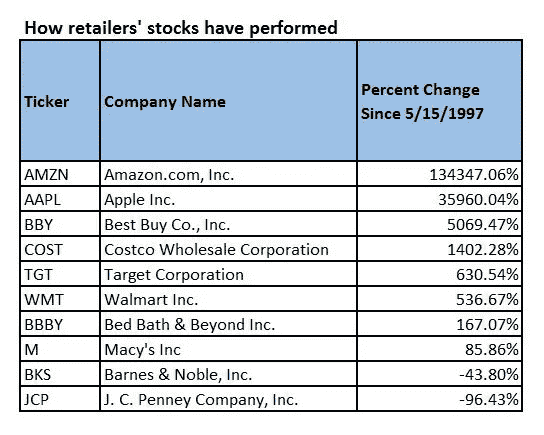 How retailers' stocks have performed
Ticker Company Name Percent Change Since 5/15/1997
AMZN Amazon.com, Inc. 134347.06%
AAPL Apple Inc. 35960.04%
BBY Best Buy Co., Inc. 5069.47%
COST Costco Wholesale Corporation 1402.28%
TGT Target Corporation 630.54%
WMT Walmart Inc. 536.67%
BBBY Bed Bath & Beyond Inc. 167.07%
M Macy's Inc 85.86%
BKS Barnes & Noble, Inc. -43.80%
JCP J. C. Penney Company, Inc. -96.43%